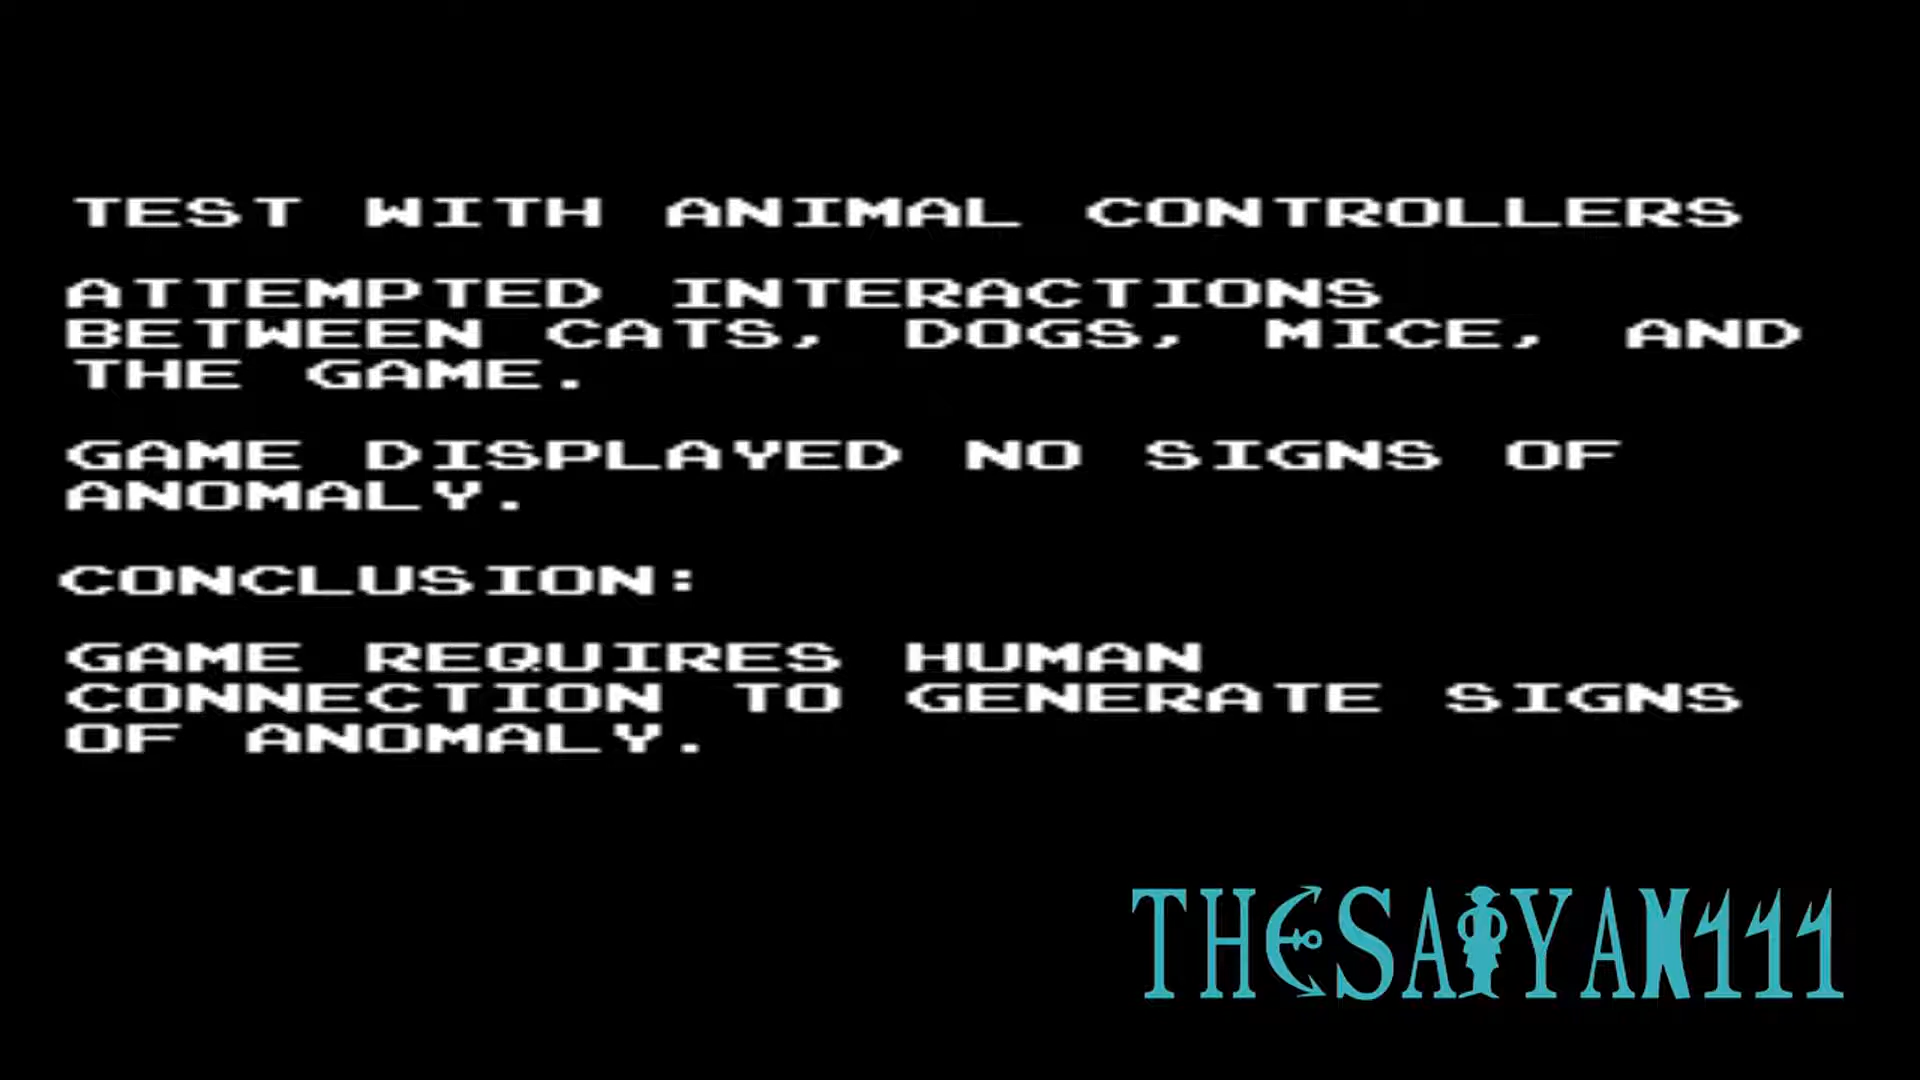 TEST WITH ANIMAL CONTROLLERS
ATTEMPTED INTERACTIONS
BETWEEN CATS, DOGS, MICE, AND
THE GAME.
GAME DISPLAYED NO SIGNS OF
ANOMALY.
CONCLUSION:
GAME REQUIRES HUMAN
CONNECTION TO GENERATE SIGNS
OF ANOMALY.
THESAIYAN111